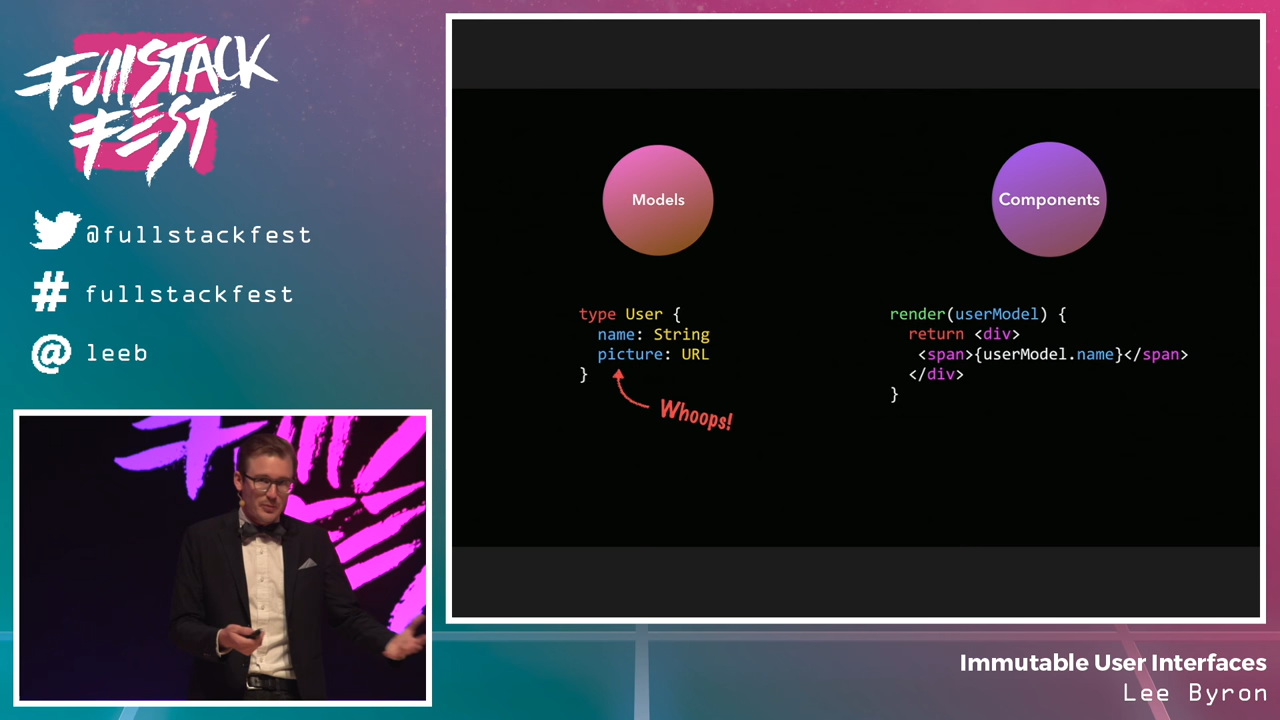 FullSTACK
FEST
@fullstackfest
# fullstackfest
@ leeb
Models
Components
type User {
name: String
picture: URL
}
Whoops!
render(userModel) {
return <div>
<span>{userModel.name}</span>
</div>
}
Immutable User Interfaces
Lee Byron